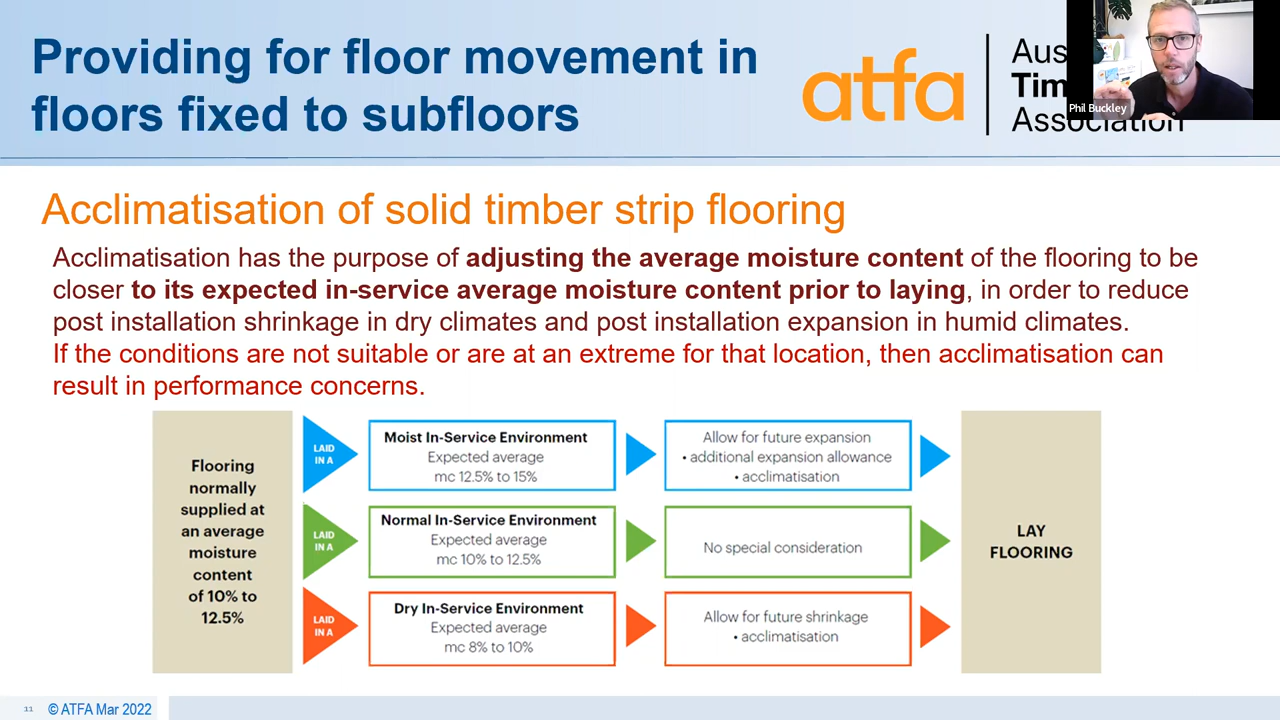 Providing for floor movement in
floors fixed to subfloors
atfa
Tim
Association
Phil Buckley
Acclimatisation of solid timber strip flooring
Acclimatisation has the purpose of adjusting the average moisture content of the flooring to be
closer to its expected in-service average moisture content prior to laying, in order to reduce
post installation shrinkage in dry climates and post installation expansion in humid climates.
If the conditions are not suitable or are at an extreme for that location, then acclimatisation can
result in performance concerns.
Flooring
normally
supplied at
an average
moisture
content
of 10% to
12.5%
LAID
IN A
Moist In-Service Environment
Expected average
mc 12.5% to 15%
Allow for future expansion
• additional expansion allowance
• acclimatisation
LAID
IN A
Normal In-Service Environment
Expected average
mc 10% to 12.5%
No special consideration
LAID
IN A
Dry In-Service Environment
Expected average
mc 8% to 10%
Allow for future shrinkage
• acclimatisation
LAY
FLOORING
11
© ATFA Mar 2022